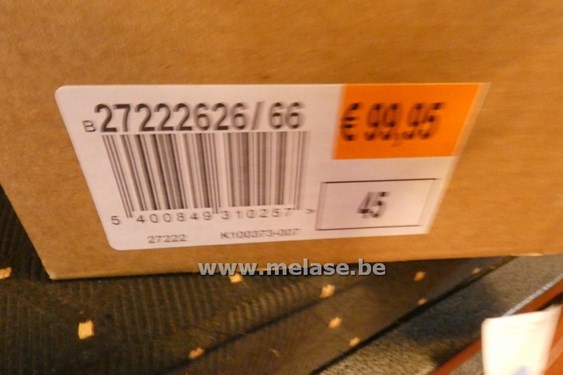 B 27222626/66
€ 99,95
5 400849 310257 >
45
27222 K100373-007
www.melase.be